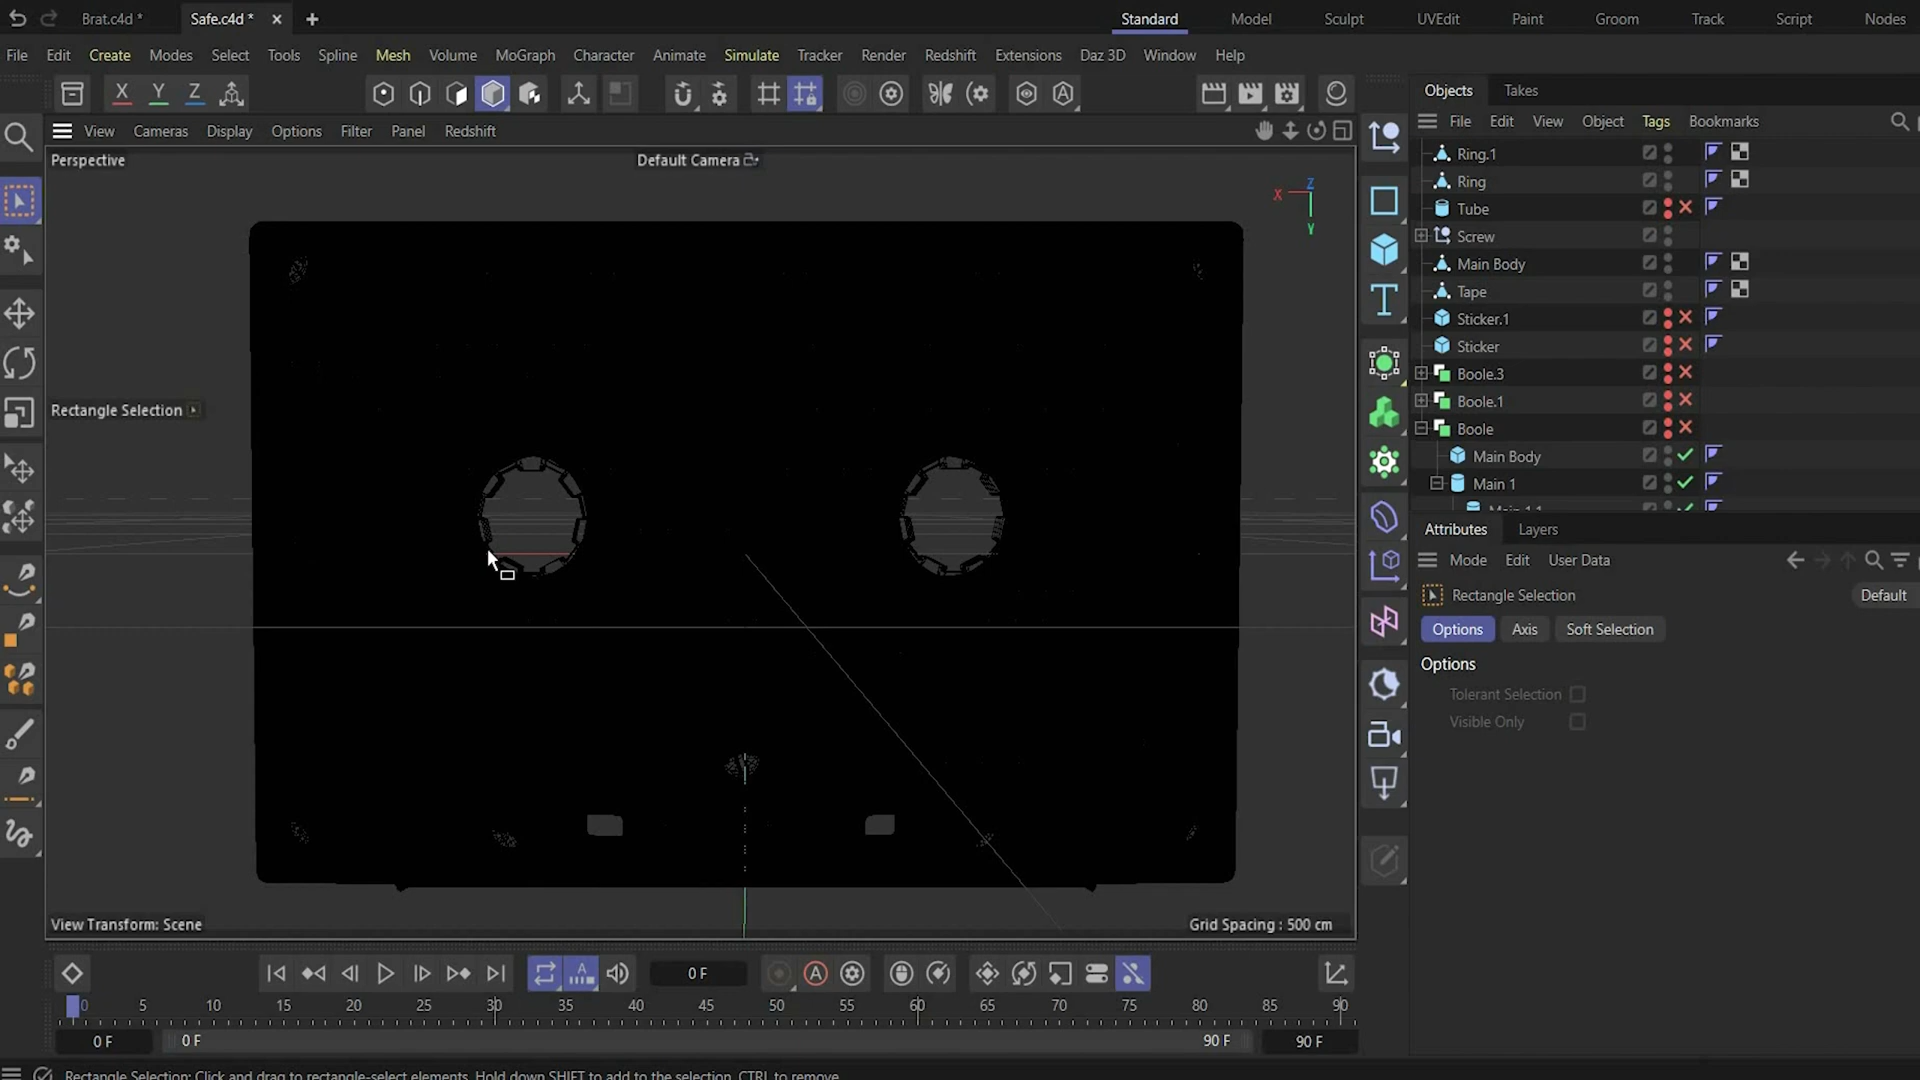 Brat.c4d * Safe.c4d * Standard Model Sculpt UVEdit Paint Groom Track Script Nodes
File Edit Create Modes Select Tools Spline Mesh Volume MoGraph Character Animate Simulate Tracker Render Redshift Extensions Daz 3D Window Help
X Y Z
Objects Takes
View Cameras Display Options Filter Panel Redshift
File Edit View Object Tags Bookmarks
Perspective
Default Camera
Ring.1
Ring
Tube
Screw
Main Body
Tape
Sticker.1
Sticker
Boole.3
Boole.1
Boole
Main Body
Main 1
X Z Y
Rectangle Selection
Attributes Layers
Mode Edit User Data
Rectangle Selection Default
Options Axis Soft Selection
Options
Tolerant Selection
Visible Only
View Transform: Scene
Grid Spacing : 500 cm
0 F
0 5 10 15 20 25 30 35 40 45 50 55 60 65 70 75 80 85 90
0 F 0 F 90 F 90 F
Rectangle Selection: Click and drag to rectangle-select elements. Hold down SHIFT to add to the selection, CTRL to remove.